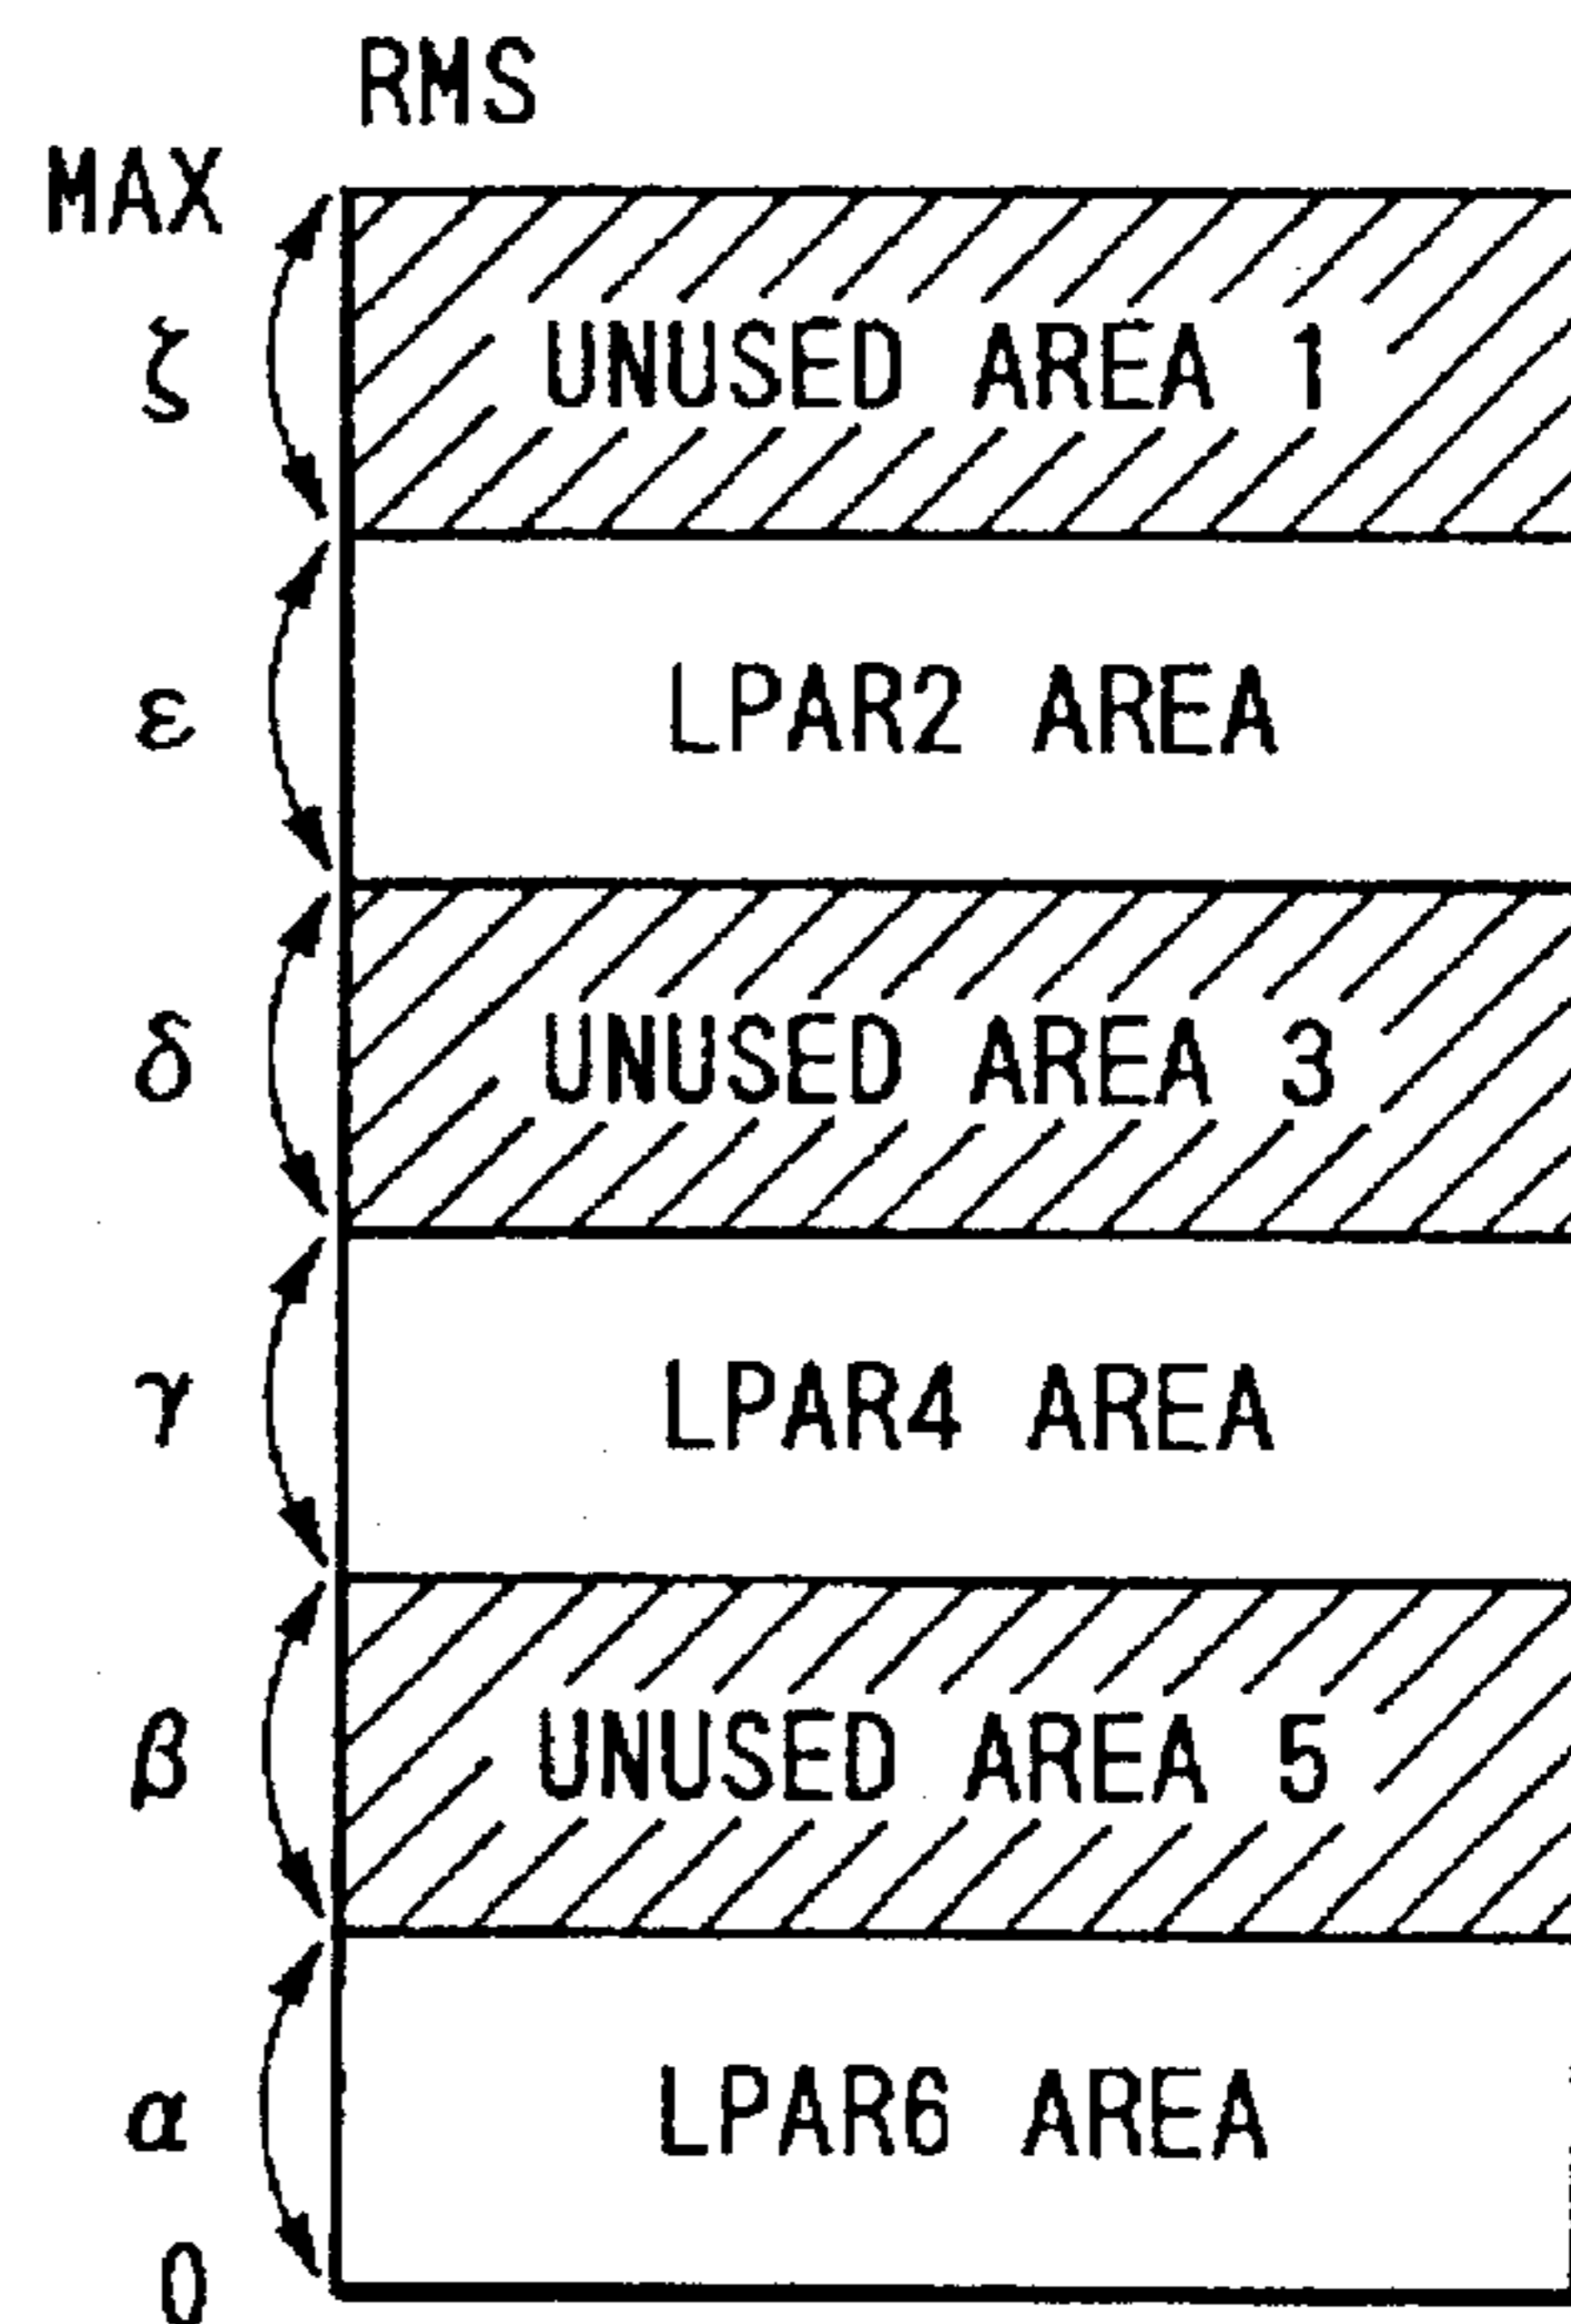 RMS
MAX
ζ UNUSED AREA 1
ε LPAR2 AREA
δ UNUSED AREA 3
γ LPAR4 AREA
β UNUSED AREA 5
α LPAR6 AREA
0